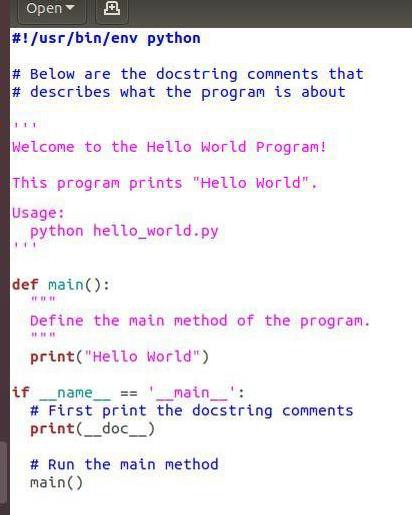 Open
#!/usr/bin/env python

# Below are the docstring comments that
# describes what the program is about

'''
Welcome to the Hello World Program!

This program prints "Hello World".

Usage:
  python hello_world.py
'''

def main():
  """
  Define the main method of the program.
  """
  print("Hello World")

if __name__ == '__main__':
  # First print the docstring comments
  print(__doc__)

  # Run the main method
  main()